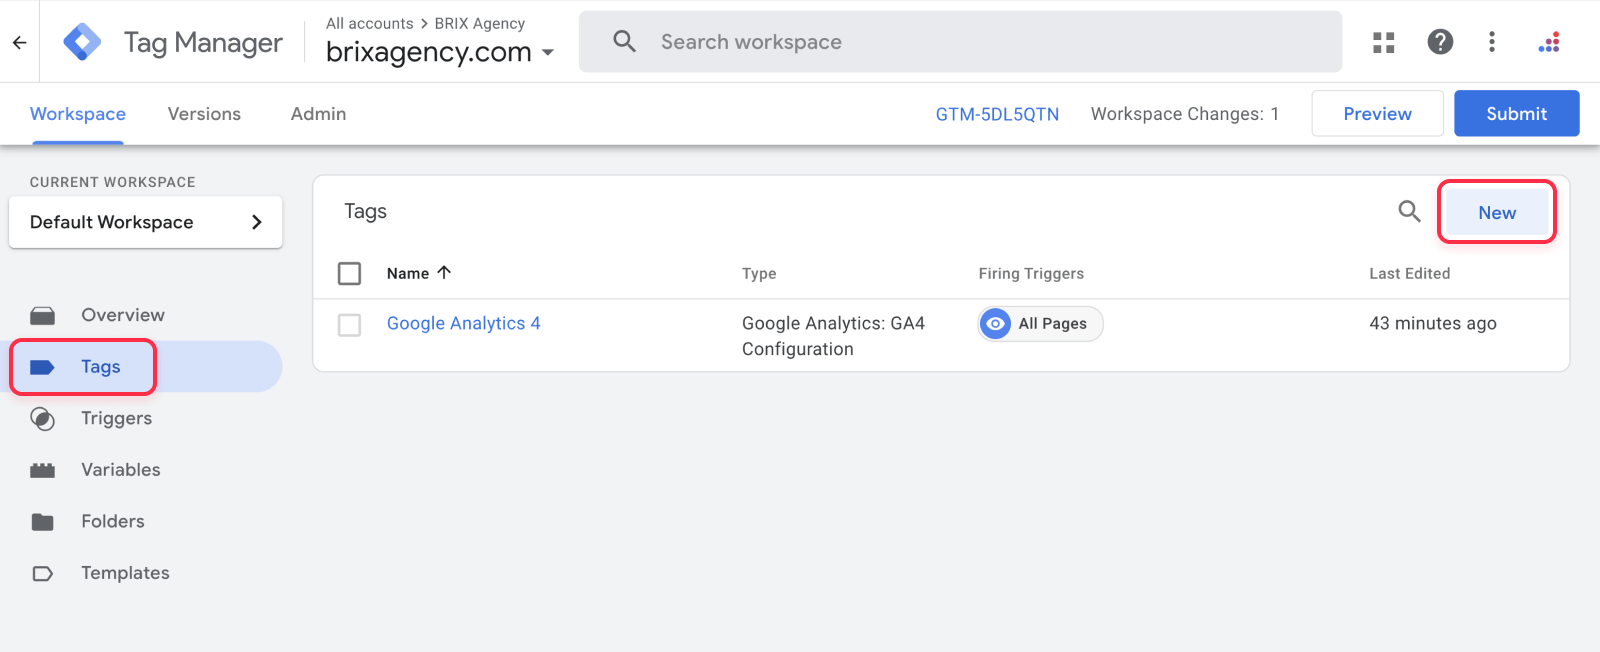 All accounts > BRIX Agency
Tag Manager
brixagency.com
Search workspace
Workspace
Versions
Admin
GTM-5DL5QTN
Workspace Changes: 1
Preview
Submit
CURRENT WORKSPACE
Default Workspace
Tags
New
Name
Type
Firing Triggers
Last Edited
Google Analytics 4
Google Analytics: GA4
Configuration
All Pages
43 minutes ago
Overview
Tags
Triggers
Variables
Folders
Templates